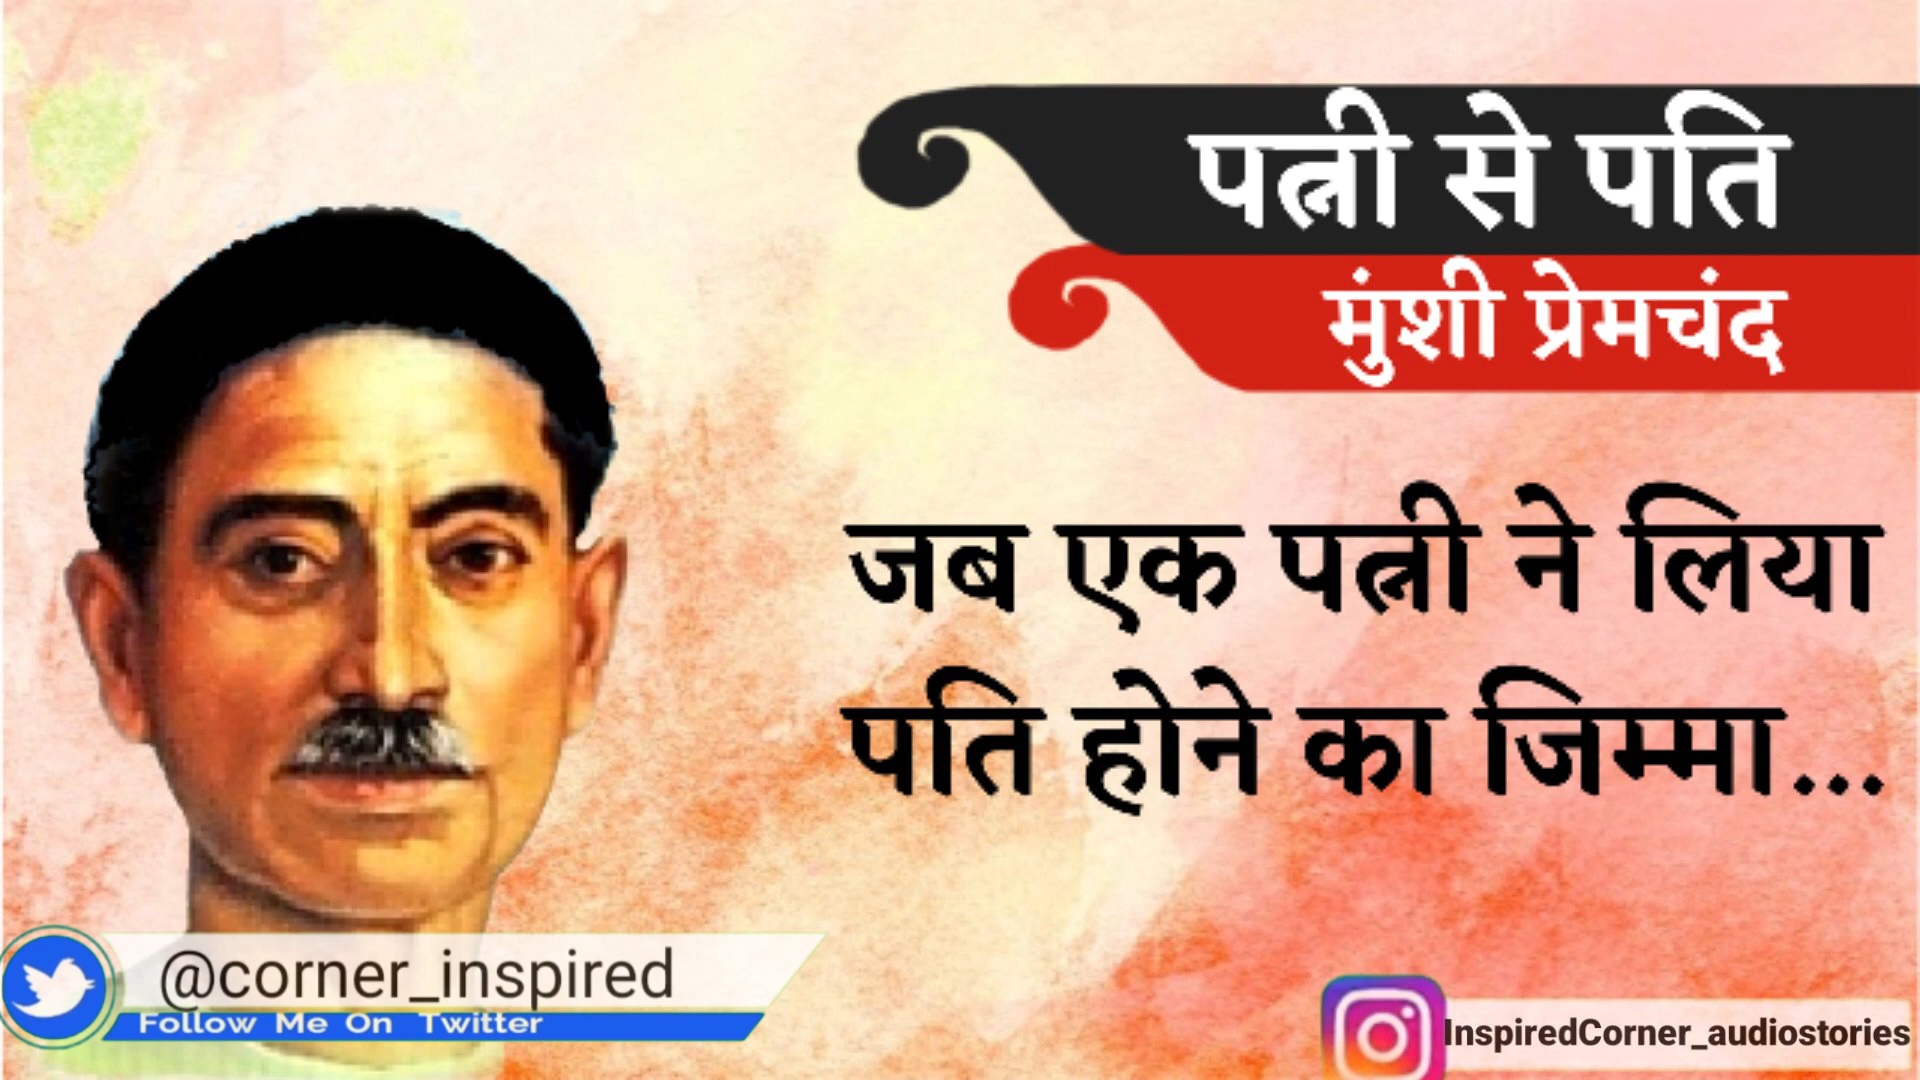 पत्नी से पति
मुंशी प्रेमचंद
जब एक पत्नी ने लिया
पति होने का जिम्मा...
@corner_inspired
Follow Me On Twitter
InspiredCorner_audiostories